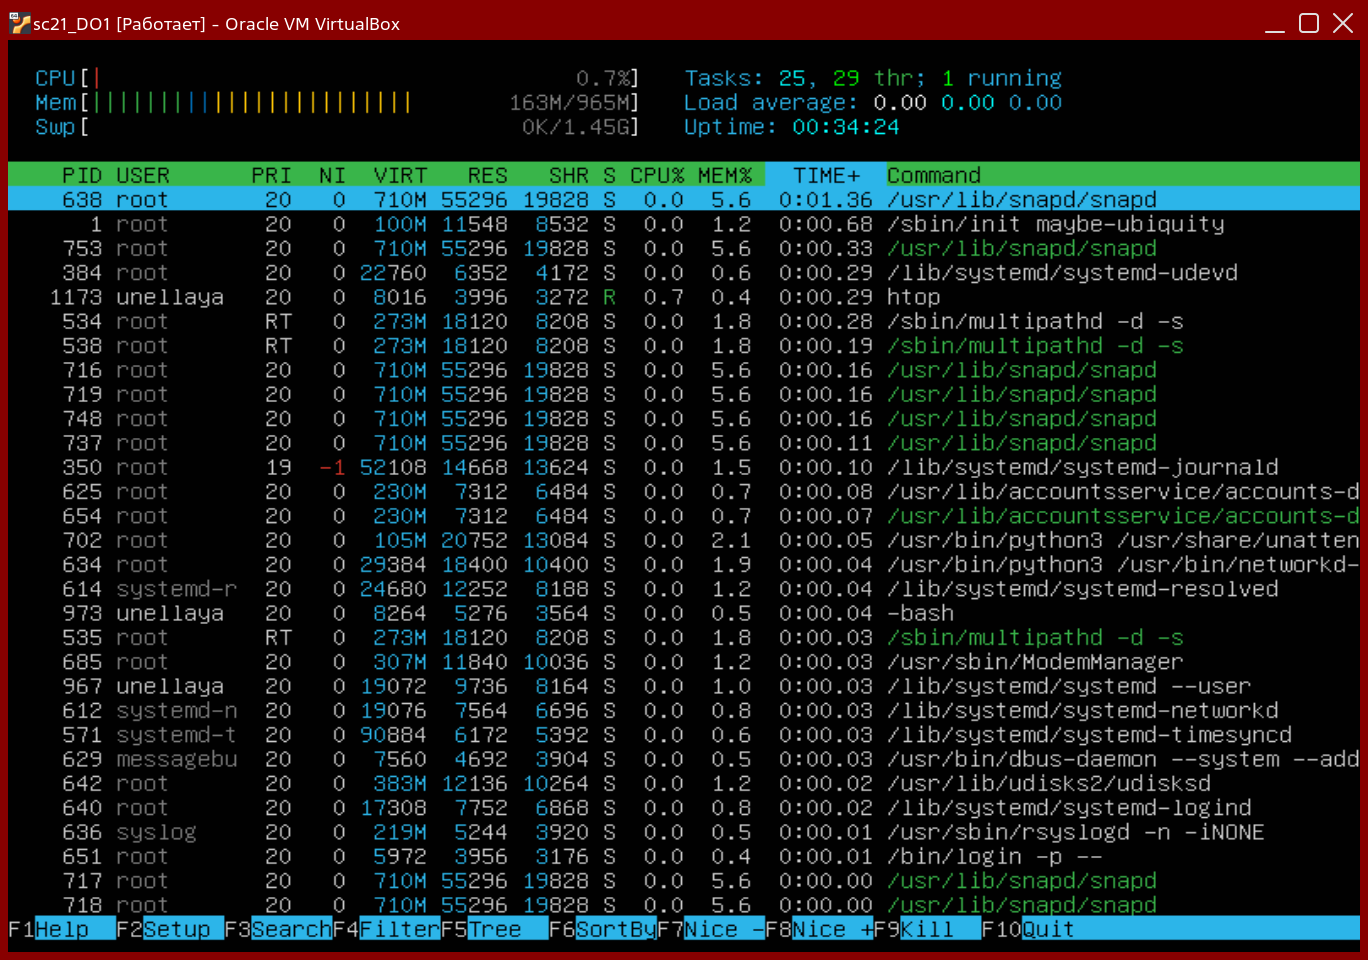 sc21_DO1 [Работает] - Oracle VM VirtualBox
CPU[| 0.7%] Tasks: 25, 29 thr; 1 running
Mem[|||||||||||||||||||||||| 163M/965M] Load average: 0.00 0.00 0.00
Swp[ 0K/1.45G] Uptime: 00:34:24
PID USER PRI NI VIRT RES SHR S CPU% MEM% TIME+ Command
638 root 20 0 710M 55296 19828 S 0.0 5.6 0:01.36 /usr/lib/snapd/snapd
1 root 20 0 100M 11548 8532 S 0.0 1.2 0:00.68 /sbin/init maybe-ubiquity
753 root 20 0 710M 55296 19828 S 0.0 5.6 0:00.33 /usr/lib/snapd/snapd
384 root 20 0 22760 6352 4172 S 0.0 0.6 0:00.29 /lib/systemd/systemd-udevd
1173 unellaya 20 0 8016 3996 3272 R 0.7 0.4 0:00.29 htop
534 root RT 0 273M 18120 8208 S 0.0 1.8 0:00.28 /sbin/multipathd -d -s
538 root RT 0 273M 18120 8208 S 0.0 1.8 0:00.19 /sbin/multipathd -d -s
716 root 20 0 710M 55296 19828 S 0.0 5.6 0:00.16 /usr/lib/snapd/snapd
719 root 20 0 710M 55296 19828 S 0.0 5.6 0:00.16 /usr/lib/snapd/snapd
748 root 20 0 710M 55296 19828 S 0.0 5.6 0:00.16 /usr/lib/snapd/snapd
737 root 20 0 710M 55296 19828 S 0.0 5.6 0:00.11 /usr/lib/snapd/snapd
350 root 19 -1 52108 14668 13624 S 0.0 1.5 0:00.10 /lib/systemd/systemd-journald
625 root 20 0 230M 7312 6484 S 0.0 0.7 0:00.08 /usr/lib/accountsservice/accounts-d
654 root 20 0 230M 7312 6484 S 0.0 0.7 0:00.07 /usr/lib/accountsservice/accounts-d
702 root 20 0 105M 20752 13084 S 0.0 2.1 0:00.05 /usr/bin/python3 /usr/share/unatten
634 root 20 0 29384 18400 10400 S 0.0 1.9 0:00.04 /usr/bin/python3 /usr/bin/networkd-
614 systemd-r 20 0 24680 12252 8188 S 0.0 1.2 0:00.04 /lib/systemd/systemd-resolved
973 unellaya 20 0 8264 5276 3564 S 0.0 0.5 0:00.04 -bash
535 root RT 0 273M 18120 8208 S 0.0 1.8 0:00.03 /sbin/multipathd -d -s
685 root 20 0 307M 11840 10036 S 0.0 1.2 0:00.03 /usr/sbin/ModemManager
967 unellaya 20 0 19072 9736 8164 S 0.0 1.0 0:00.03 /lib/systemd/systemd --user
612 systemd-n 20 0 19076 7564 6696 S 0.0 0.8 0:00.03 /lib/systemd/systemd-networkd
571 systemd-t 20 0 90884 6172 5392 S 0.0 0.6 0:00.03 /lib/systemd/systemd-timesyncd
629 messagebu 20 0 7560 4692 3904 S 0.0 0.5 0:00.03 /usr/bin/dbus-daemon --system --add
642 root 20 0 383M 12136 10264 S 0.0 1.2 0:00.02 /usr/lib/udisks2/udisksd
640 root 20 0 17308 7752 6868 S 0.0 0.8 0:00.02 /lib/systemd/systemd-logind
636 syslog 20 0 219M 5244 3920 S 0.0 0.5 0:00.01 /usr/sbin/rsyslogd -n -iNONE
651 root 20 0 5972 3956 3176 S 0.0 0.4 0:00.01 /bin/login -p --
717 root 20 0 710M 55296 19828 S 0.0 5.6 0:00.00 /usr/lib/snapd/snapd
718 root 20 0 710M 55296 19828 S 0.0 5.6 0:00.00 /usr/lib/snapd/snapd
F1Help F2Setup F3SearchF4FilterF5Tree F6SortByF7Nice -F8Nice +F9Kill F10Quit